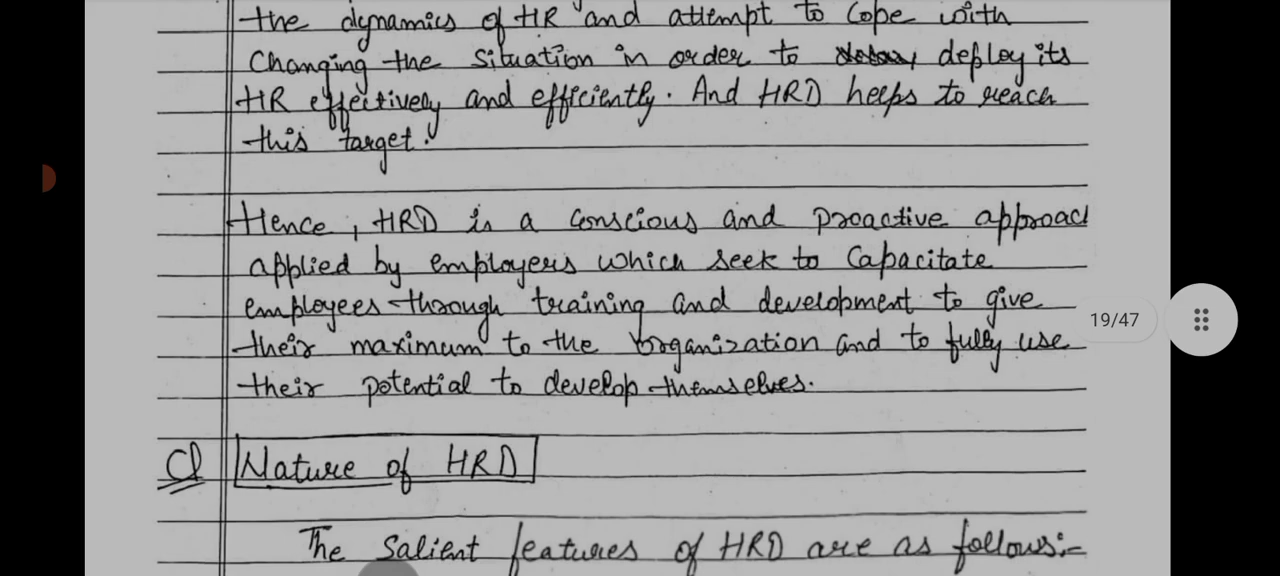 the dynamics of HR and attempt to cope with
Changing the situation in order to deploy its
HR effectively and efficiently. And HRD helps to reach
this target.
Hence, HRD is a conscious and proactive approach
applied by employers which seek to capacitate
employees through training and development to give
their maximum to the organization and to fully use
their potential to develop themselves.
19/47
Nature of HRD
The Salient features of HRD are as follows:-